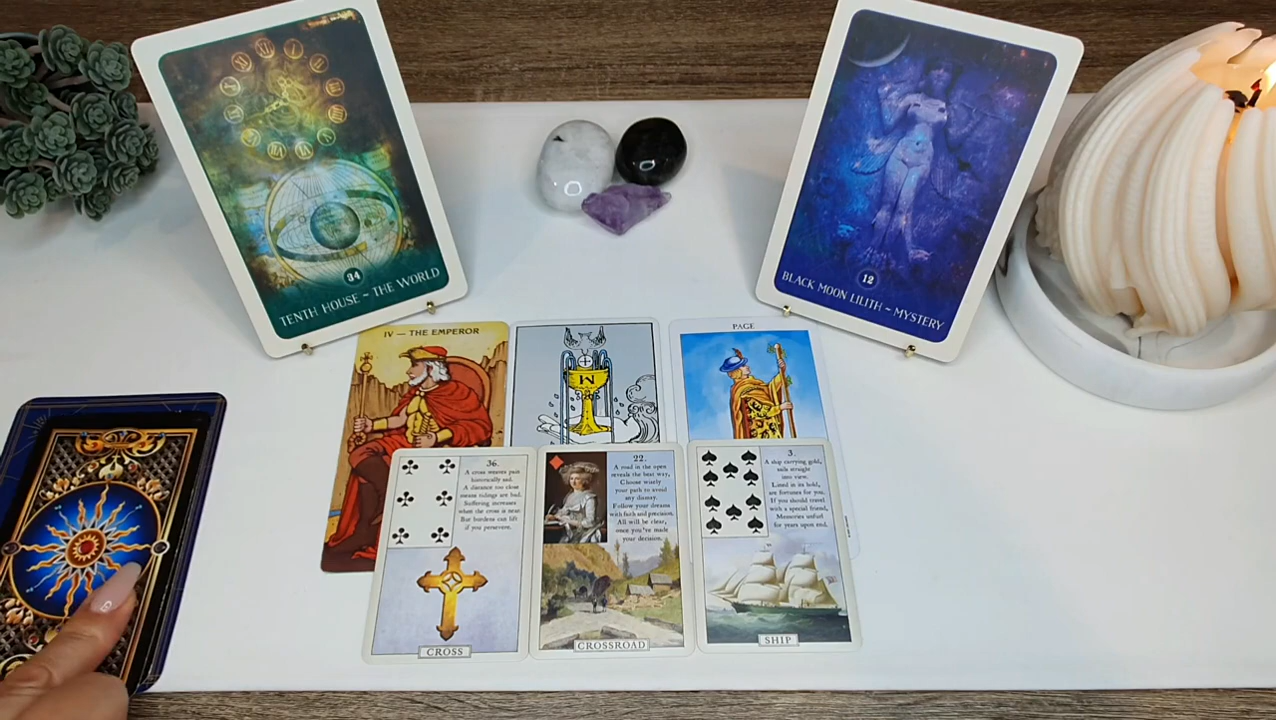 34
TENTH HOUSE ~ THE WORLD
12
BLACK MOON LILITH ~ MYSTERY
IV — THE EMPEROR
PAGE
36.
A cross weaves pain
historically sad.
A distance too close
means tidings are bad.
Suffering increases
when the cross is near.
But burdens can lift
if you persevere.
CROSS
22.
A road in the open
reveals the best way,
Choose wisely
your path to avoid
any dismay.
Follow your dreams
with faith and precision.
All will be clear,
once you've made
your decision.
CROSSROAD
3.
A ship carrying gold,
sails straight
into view.
Lined in its hold,
are fortunes for you.
If you should travel
with a special friend,
Memories unfurl
for years upon end.
SHIP